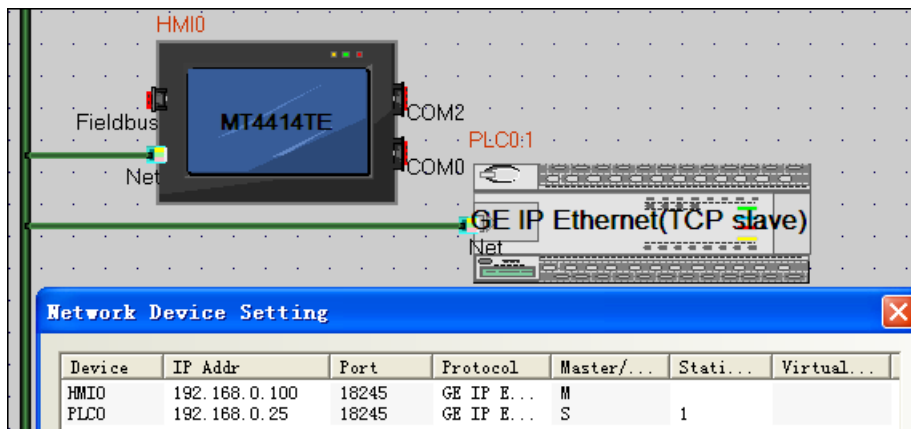 HMI0
Fieldbus
MT4414TE
COM2
PLC0:1
Net
COM0
GE IP Ethernet(TCP slave)
Net
Network Device Setting
Device IP Addr Port Protocol Master/... Stati... Virtual...
HMI0 192.168.0.100 18245 GE IP E... M
PLC0 192.168.0.25 18245 GE IP E... S 1